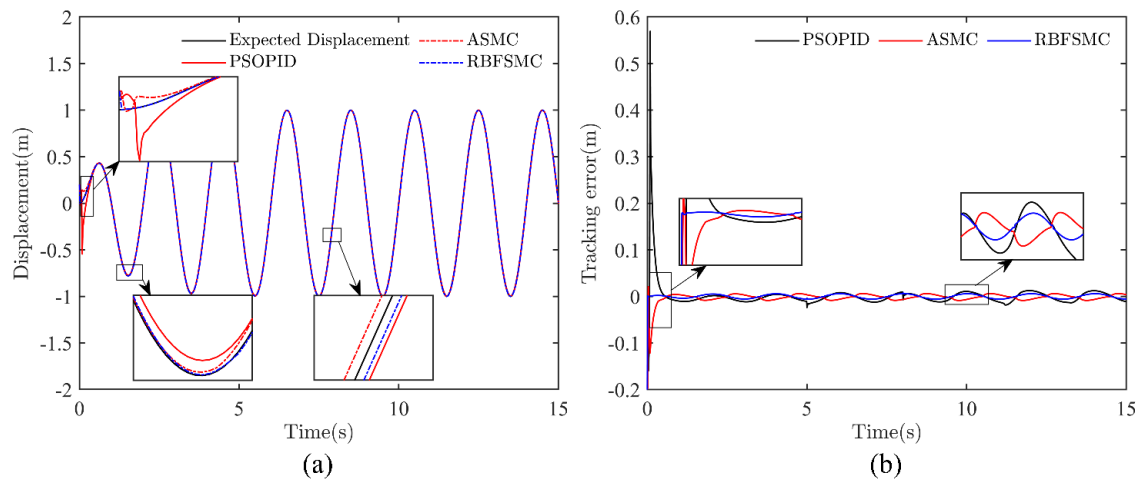 2
1.5
1
0.5
0
-0.5
-1
-1.5
-2
Displacement(m)
Expected Displacement
PSOPID
ASMC
RBFSMC
0
5
10
15
Time(s)
(a)
0.6
0.5
0.4
0.3
0.2
0.1
0
-0.1
-0.2
Tracking error(m)
PSOPID
ASMC
RBFSMC
0
5
10
15
Time(s)
(b)